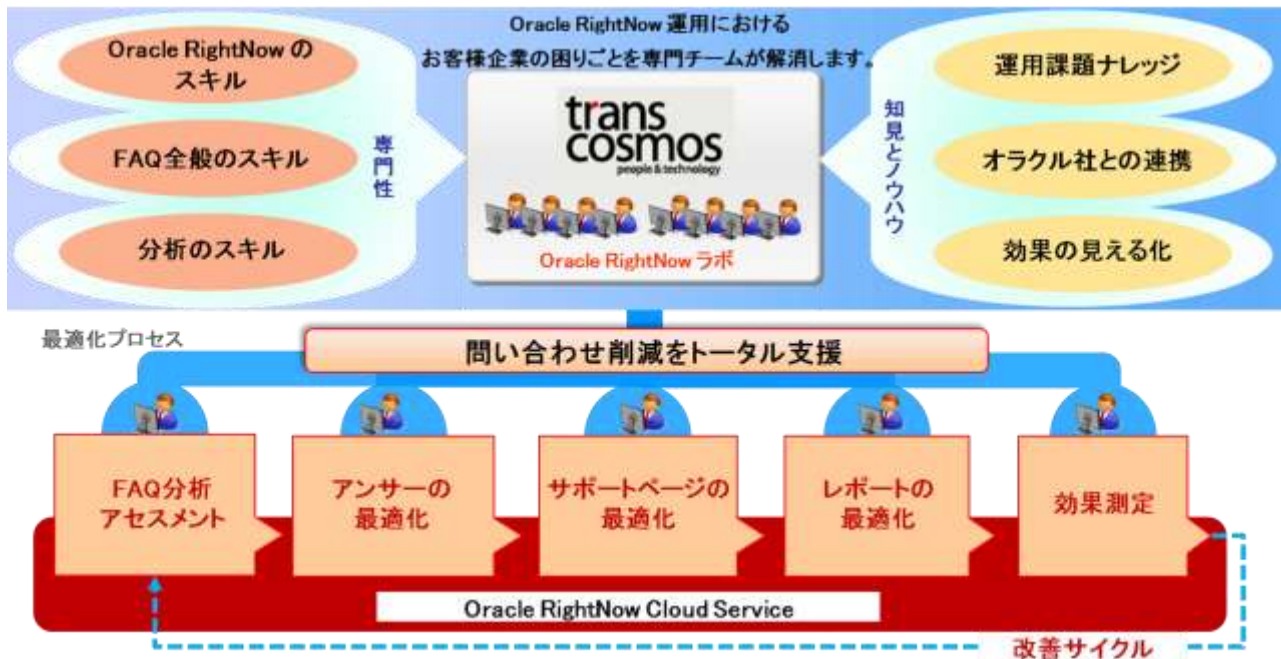 Oracle RightNow 運用における
お客様企業の困りごとを専門チームが解消します。
Oracle RightNow の
スキル
FAQ全般のスキル
分析のスキル
専門性
trans
cosmos
people & technology
Oracle RightNow ラボ
知見とノウハウ
運用課題ナレッジ
オラクル社との連携
効果の見える化
最適化プロセス
問い合わせ削減をトータル支援
FAQ分析
アセスメント
アンサーの
最適化
サポートページの
最適化
レポートの
最適化
効果測定
Oracle RightNow Cloud Service
改善サイクル